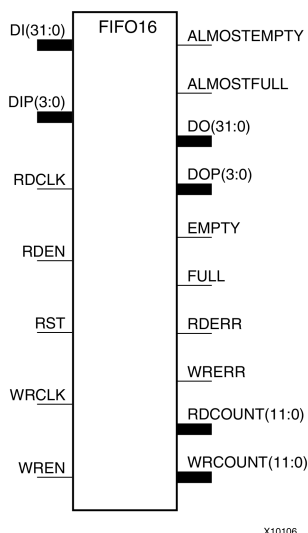 FIFO16
DI(31:0)
DIP(3:0)
RDCLK
RDEN
RST
WRCLK
WREN
ALMOSTEMPTY
ALMOSTFULL
DO(31:0)
DOP(3:0)
EMPTY
FULL
RDERR
WRERR
RDCOUNT(11:0)
WRCOUNT(11:0)
X10106